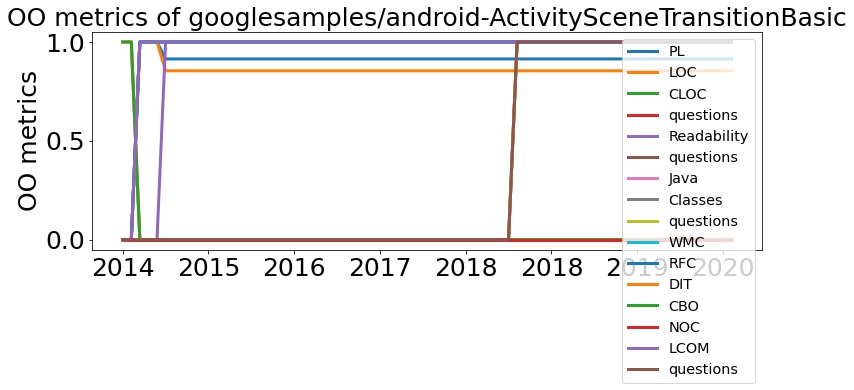 OO metrics of googlesamples/android-ActivitySceneTransitionBasic
OO metrics
1.0
0.5
0.0
2014 2015 2016 2017 2018 2018 2019 2020
PL
LOC
CLOC
questions
Readability
questions
Java
Classes
questions
WMC
RFC
DIT
CBO
NOC
LCOM
questions